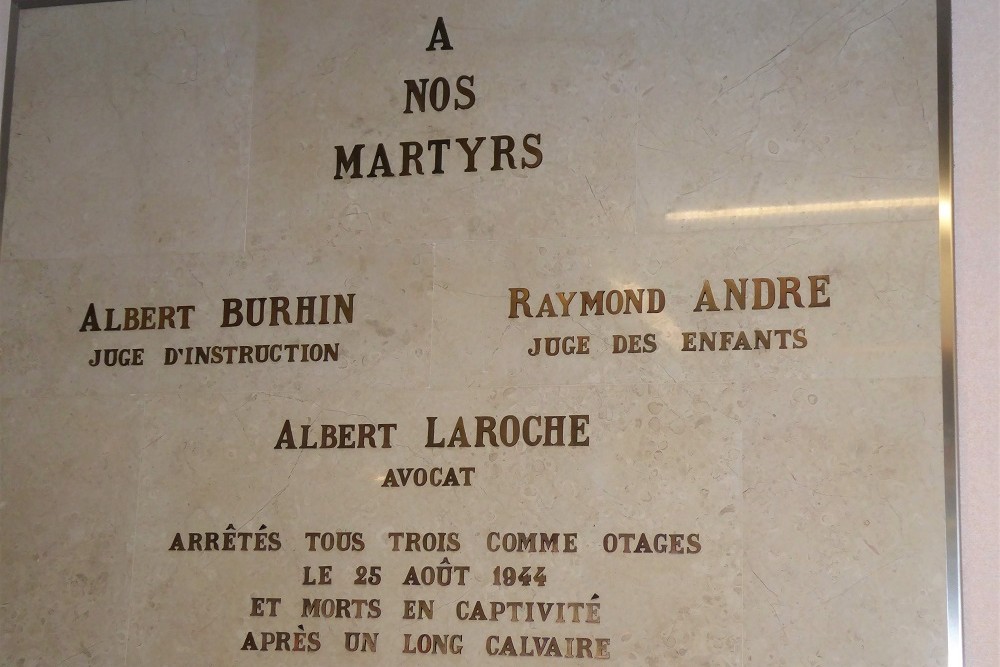 A
NOS
MARTYRS
ALBERT BURHIN
JUGE D'INSTRUCTION
RAYMOND ANDRE
JUGE DES ENFANTS
ALBERT LAROCHE
AVOCAT
ARRÊTÉS TOUS TROIS COMME OTAGES
LE 25 AOÛT 1944
ET MORTS EN CAPTIVITÉ
APRÈS UN LONG CALVAIRE